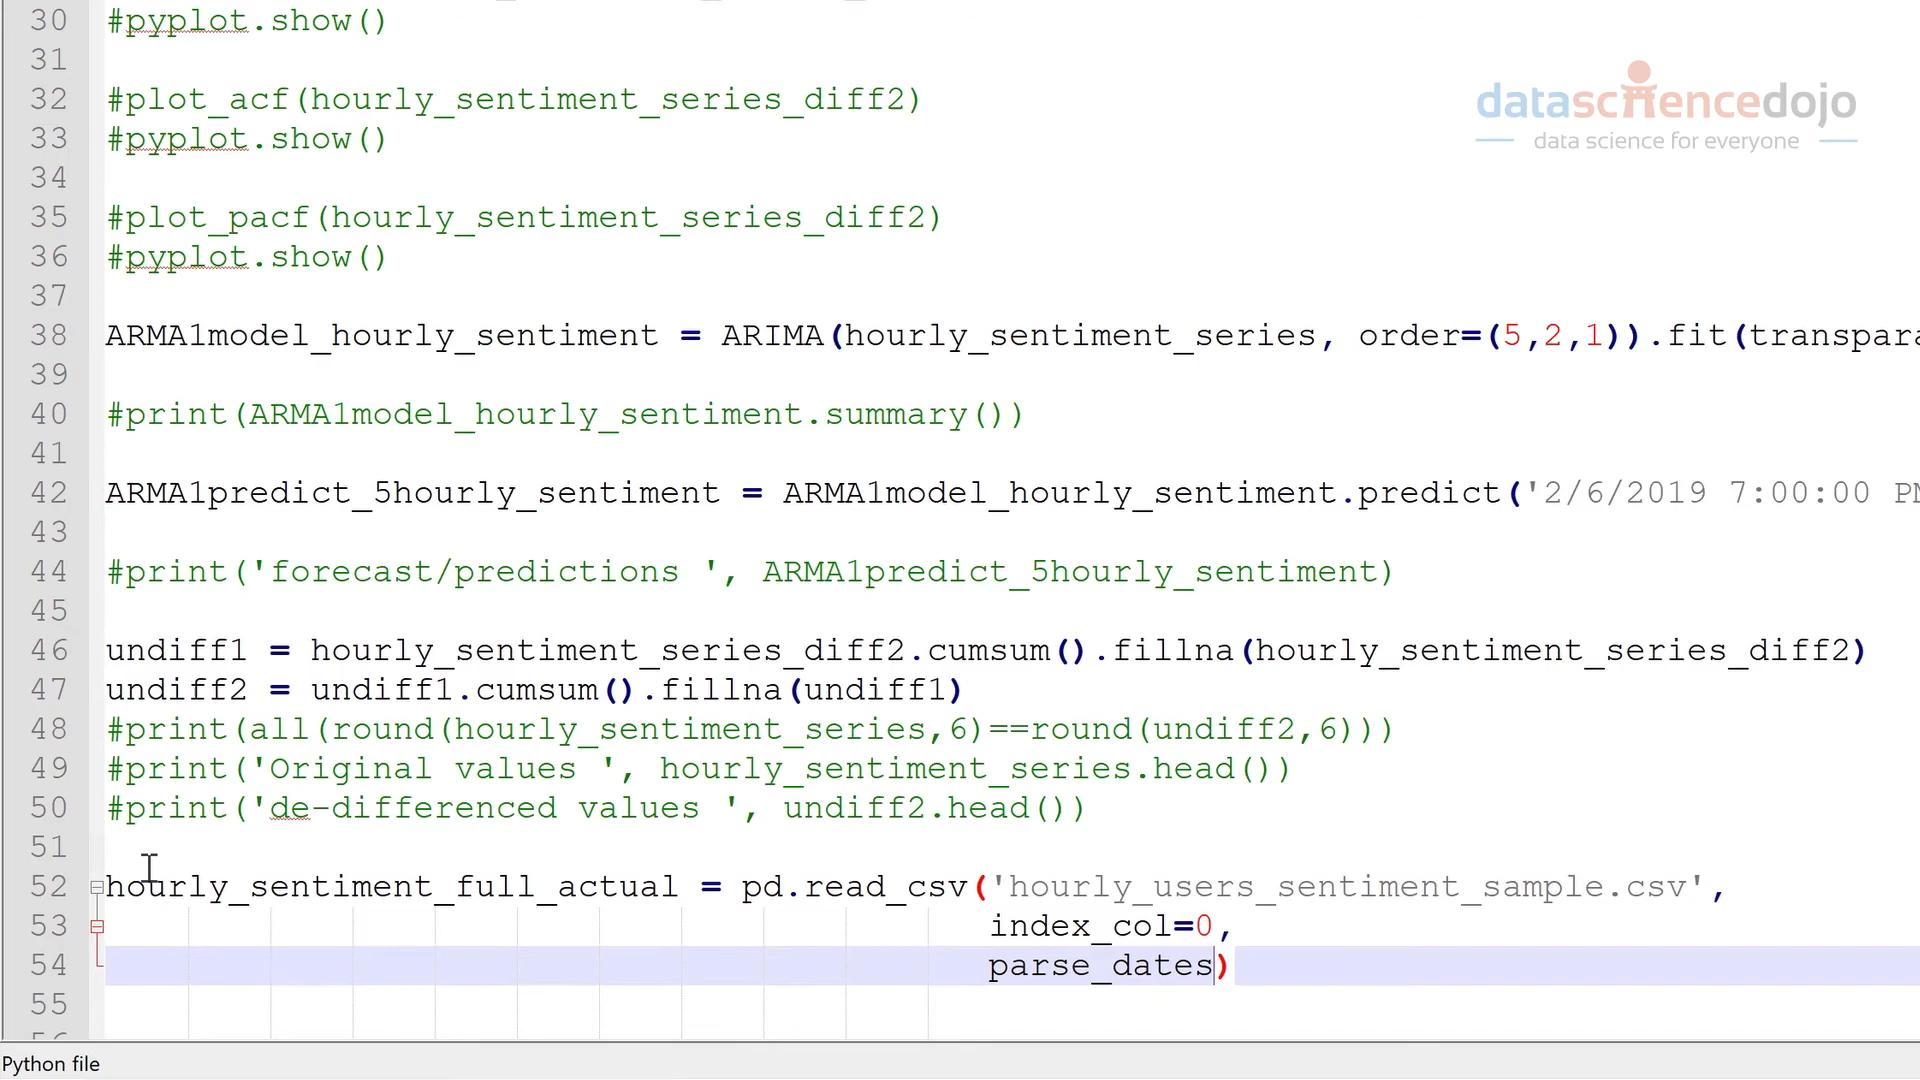 30 #pyplot.show()
31
32 #plot_acf(hourly_sentiment_series_diff2)
33 #pyplot.show()
34
35 #plot_pacf(hourly_sentiment_series_diff2)
36 #pyplot.show()
37
38 ARMA1model_hourly_sentiment = ARIMA(hourly_sentiment_series, order=(5,2,1)).fit(transpara
39
40 #print(ARMA1model_hourly_sentiment.summary())
41
42 ARMA1predict_5hourly_sentiment = ARMA1model_hourly_sentiment.predict('2/6/2019 7:00:00 PM
43
44 #print('forecast/predictions ', ARMA1predict_5hourly_sentiment)
45
46 undiff1 = hourly_sentiment_series_diff2.cumsum().fillna(hourly_sentiment_series_diff2)
47 undiff2 = undiff1.cumsum().fillna(undiff1)
48 #print(all(round(hourly_sentiment_series,6)==round(undiff2,6)))
49 #print('Original values ', hourly_sentiment_series.head())
50 #print('de-differenced values ', undiff2.head())
51
52 hourly_sentiment_full_actual = pd.read_csv('hourly_users_sentiment_sample.csv',
53 index_col=0,
54 parse_dates)
55
datasciencedojo
data science for everyone
Python file